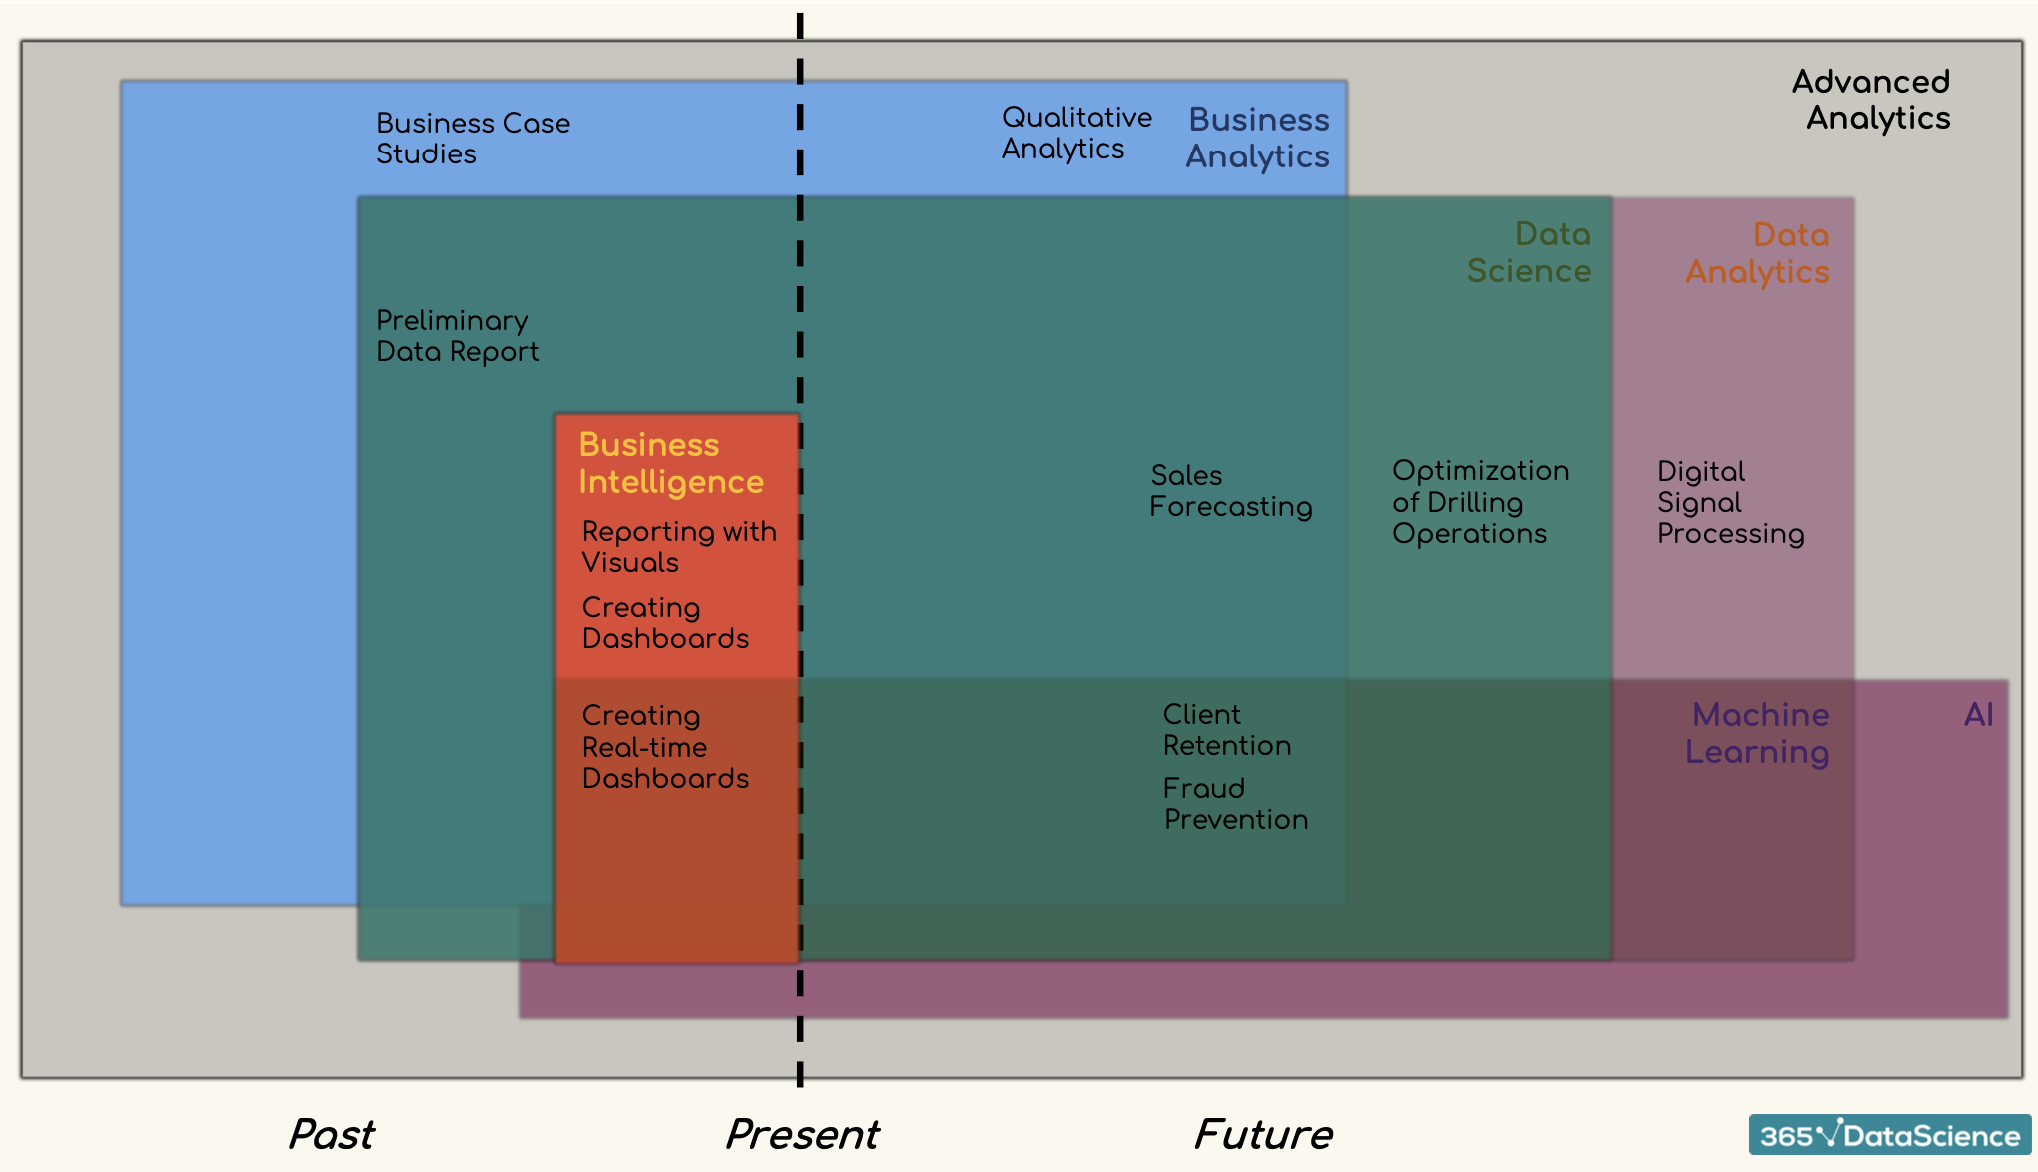 Advanced
Analytics
Business Case
Studies
Qualitative
Analytics
Business
Analytics
Data
Science
Data
Analytics
Preliminary
Data Report
Business
Intelligence
Reporting with
Visuals
Creating
Dashboards
Sales
Forecasting
Optimization
of Drilling
Operations
Digital
Signal
Processing
Creating
Real-time
Dashboards
Client
Retention
Fraud
Prevention
Machine
Learning
AI
Past
Present
Future
365 DataScience